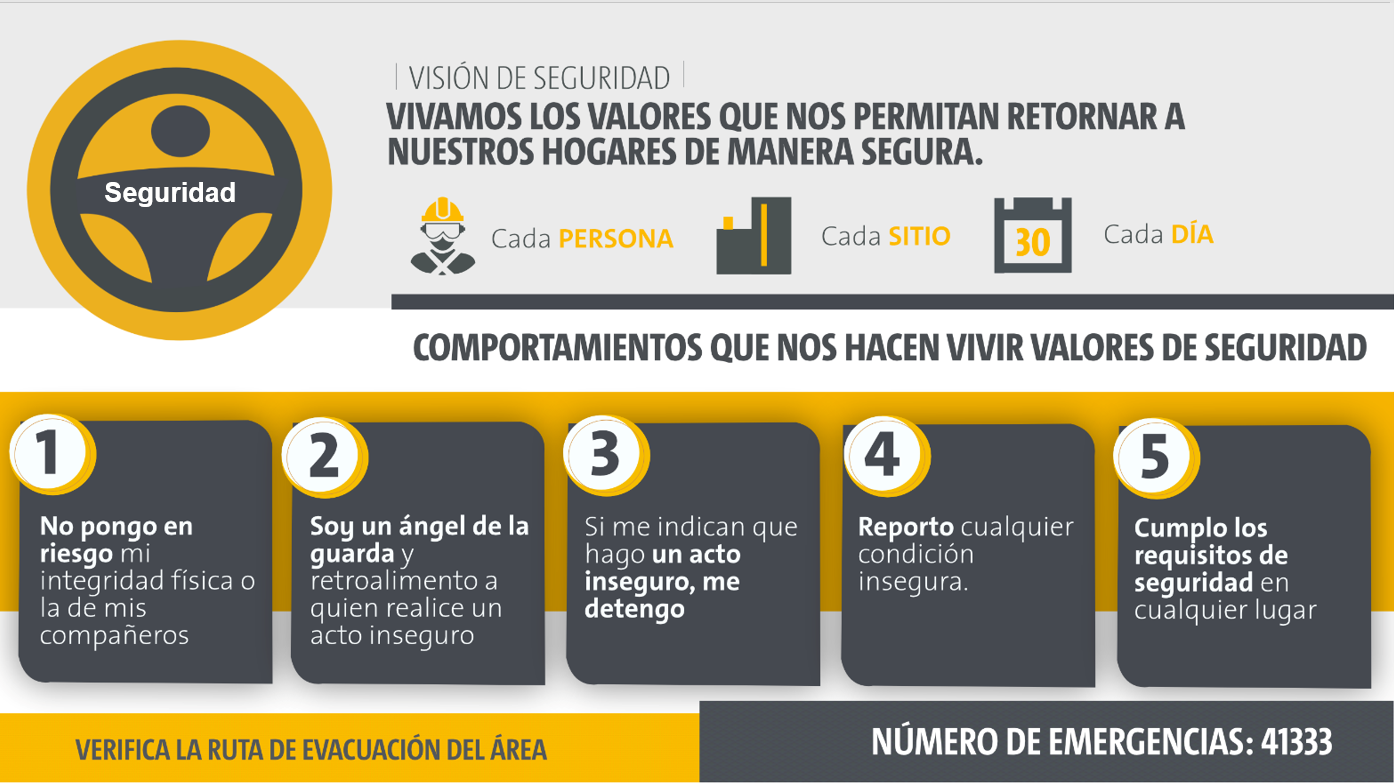 Seguridad
VISIÓN DE SEGURIDAD
VIVAMOS LOS VALORES QUE NOS PERMITAN RETORNAR A
NUESTROS HOGARES DE MANERA SEGURA.
Cada PERSONA
Cada SITIO
30
Cada DÍA
COMPORTAMIENTOS QUE NOS HACEN VIVIR VALORES DE SEGURIDAD
1
No pongo en
riesgo mi
integridad física o
la de mis
compañeros
2
Soy un ángel de la
guarda y
retroalimento a
quien realice un
acto inseguro
3
Si me indican que
hago un acto
inseguro, me
detengo
4
Reporto cualquier
condición
insegura.
5
Cumplo los
requisitos de
seguridad en
cualquier lugar
VERIFICA LA RUTA DE EVACUACIÓN DEL ÁREA
NÚMERO DE EMERGENCIAS: 41333